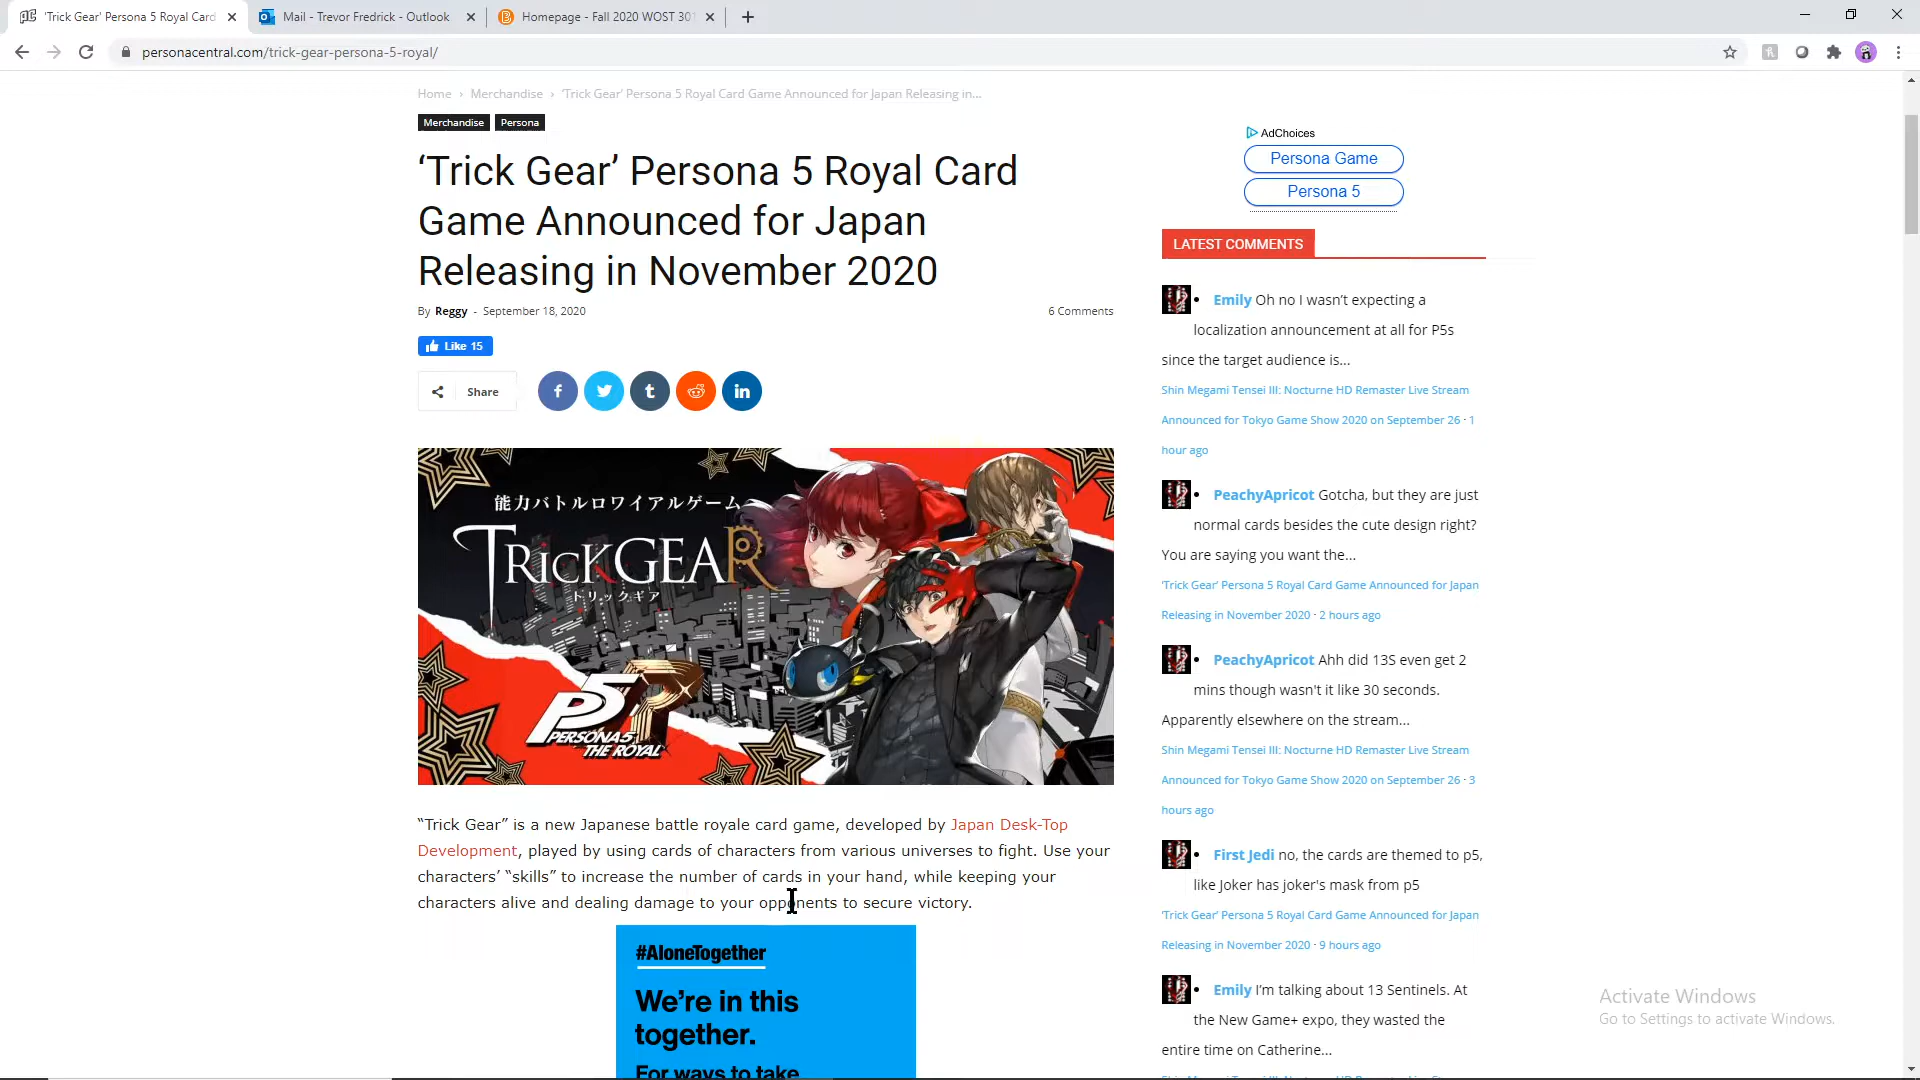 'Trick Gear' Persona 5 Royal Card
Mail - Trevor Fredrick - Outlook
Homepage - Fall 2020 WOST 301
personacentral.com/trick-gear-persona-5-royal/
Home › Merchandise › 'Trick Gear' Persona 5 Royal Card Game Announced for Japan Releasing in...
Merchandise Persona
‘Trick Gear’ Persona 5 Royal Card
Game Announced for Japan
Releasing in November 2020
By Reggy - September 18, 2020
6 Comments
Like 15
Share
能力バトルロワイアルゲーム
TRICKGEAR
トリックギア
P5R
PERSONA5
THE ROYAL
“Trick Gear” is a new Japanese battle royale card game, developed by Japan Desk-Top
Development, played by using cards of characters from various universes to fight. Use your
characters’ “skills” to increase the number of cards in your hand, while keeping your
characters alive and dealing damage to your opponents to secure victory.
#AloneTogether
We're in this
together.
For ways to take
AdChoices
Persona Game
Persona 5
LATEST COMMENTS
Emily Oh no I wasn't expecting a
localization announcement at all for P5s
since the target audience is...
Shin Megami Tensei III: Nocturne HD Remaster Live Stream
Announced for Tokyo Game Show 2020 on September 26 · 1
hour ago
PeachyApricot Gotcha, but they are just
normal cards besides the cute design right?
You are saying you want the...
'Trick Gear' Persona 5 Royal Card Game Announced for Japan
Releasing in November 2020 · 2 hours ago
PeachyApricot Ahh did 13S even get 2
mins though wasn't it like 30 seconds.
Apparently elsewhere on the stream...
Shin Megami Tensei III: Nocturne HD Remaster Live Stream
Announced for Tokyo Game Show 2020 on September 26 · 3
hours ago
First Jedi no, the cards are themed to p5,
like Joker has joker's mask from p5
'Trick Gear' Persona 5 Royal Card Game Announced for Japan
Releasing in November 2020 · 9 hours ago
Emily I'm talking about 13 Sentinels. At
the New Game+ expo, they wasted the
entire time on Catherine...
Activate Windows
Go to Settings to activate Windows.